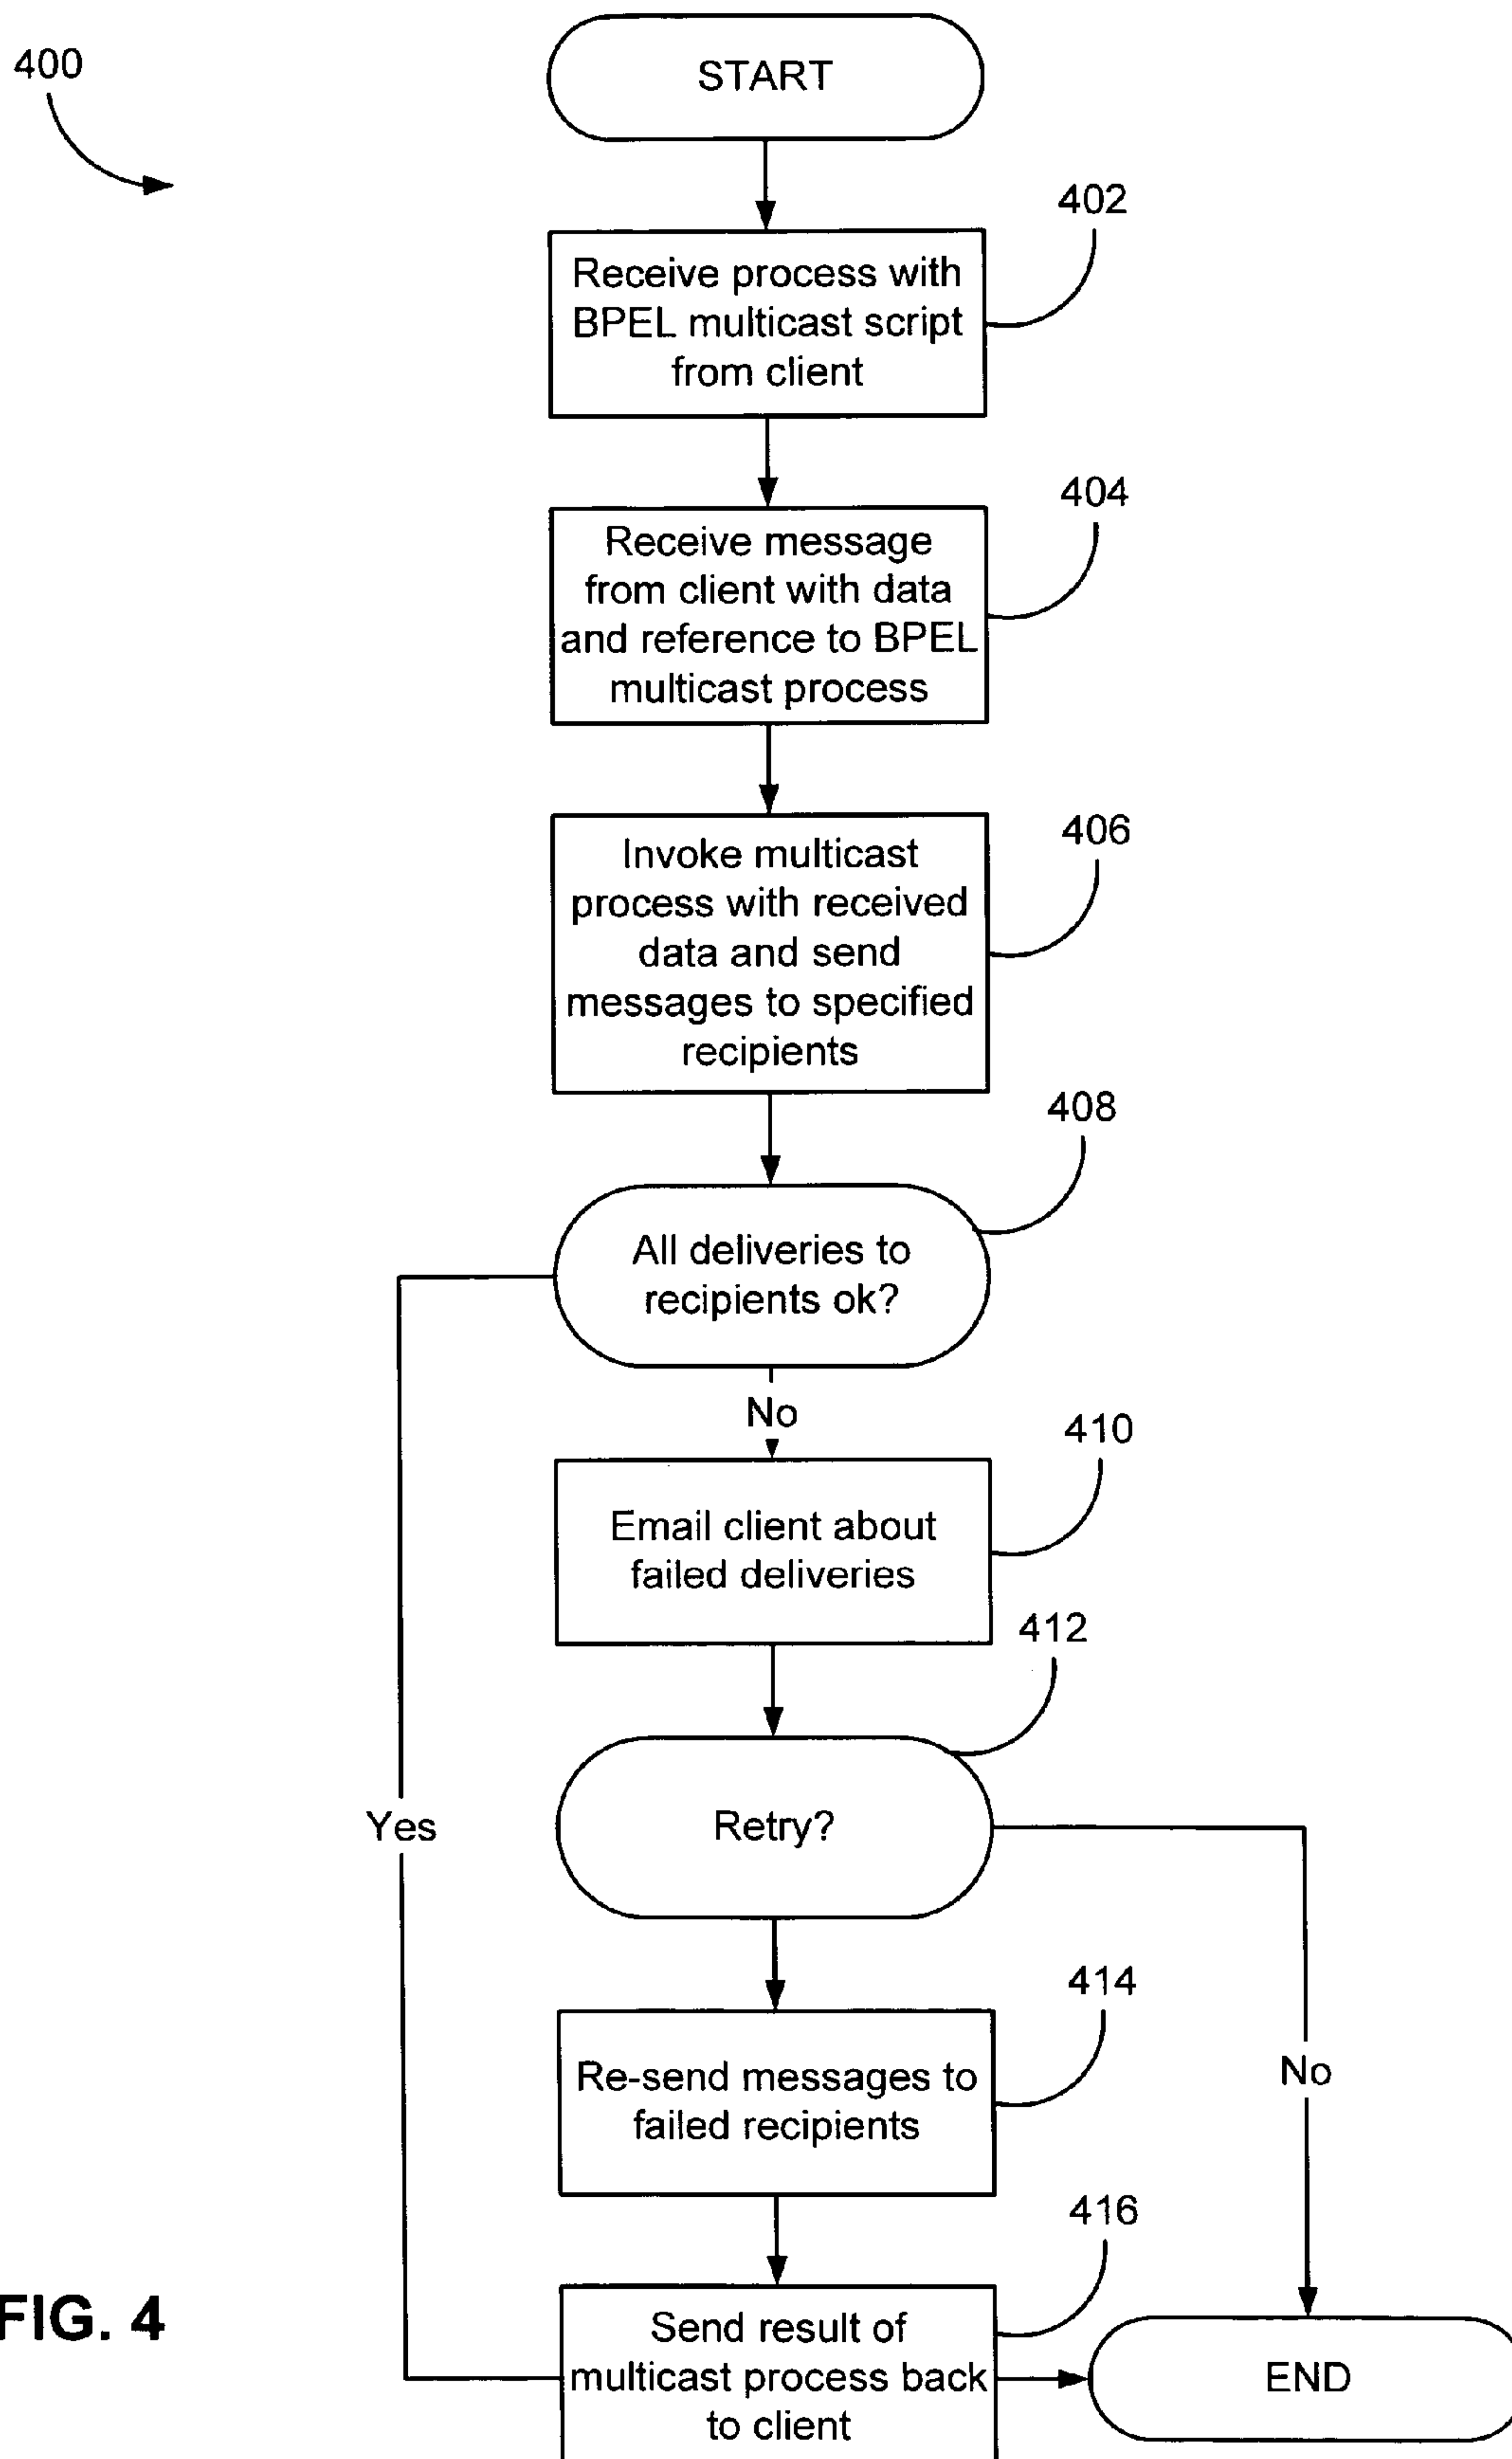 400
START
402
Receive process with
BPEL multicast script
from client
404
Receive message
from client with data
and reference to BPEL
multicast process
406
Invoke multicast
process with received
data and send
messages to specified
recipients
408
All deliveries to
recipients ok?
No
410
Email client about
failed deliveries
412
Retry?
Yes
414
Re-send messages to
failed recipients
No
416
Send result of
multicast process back
to client
END
FIG. 4